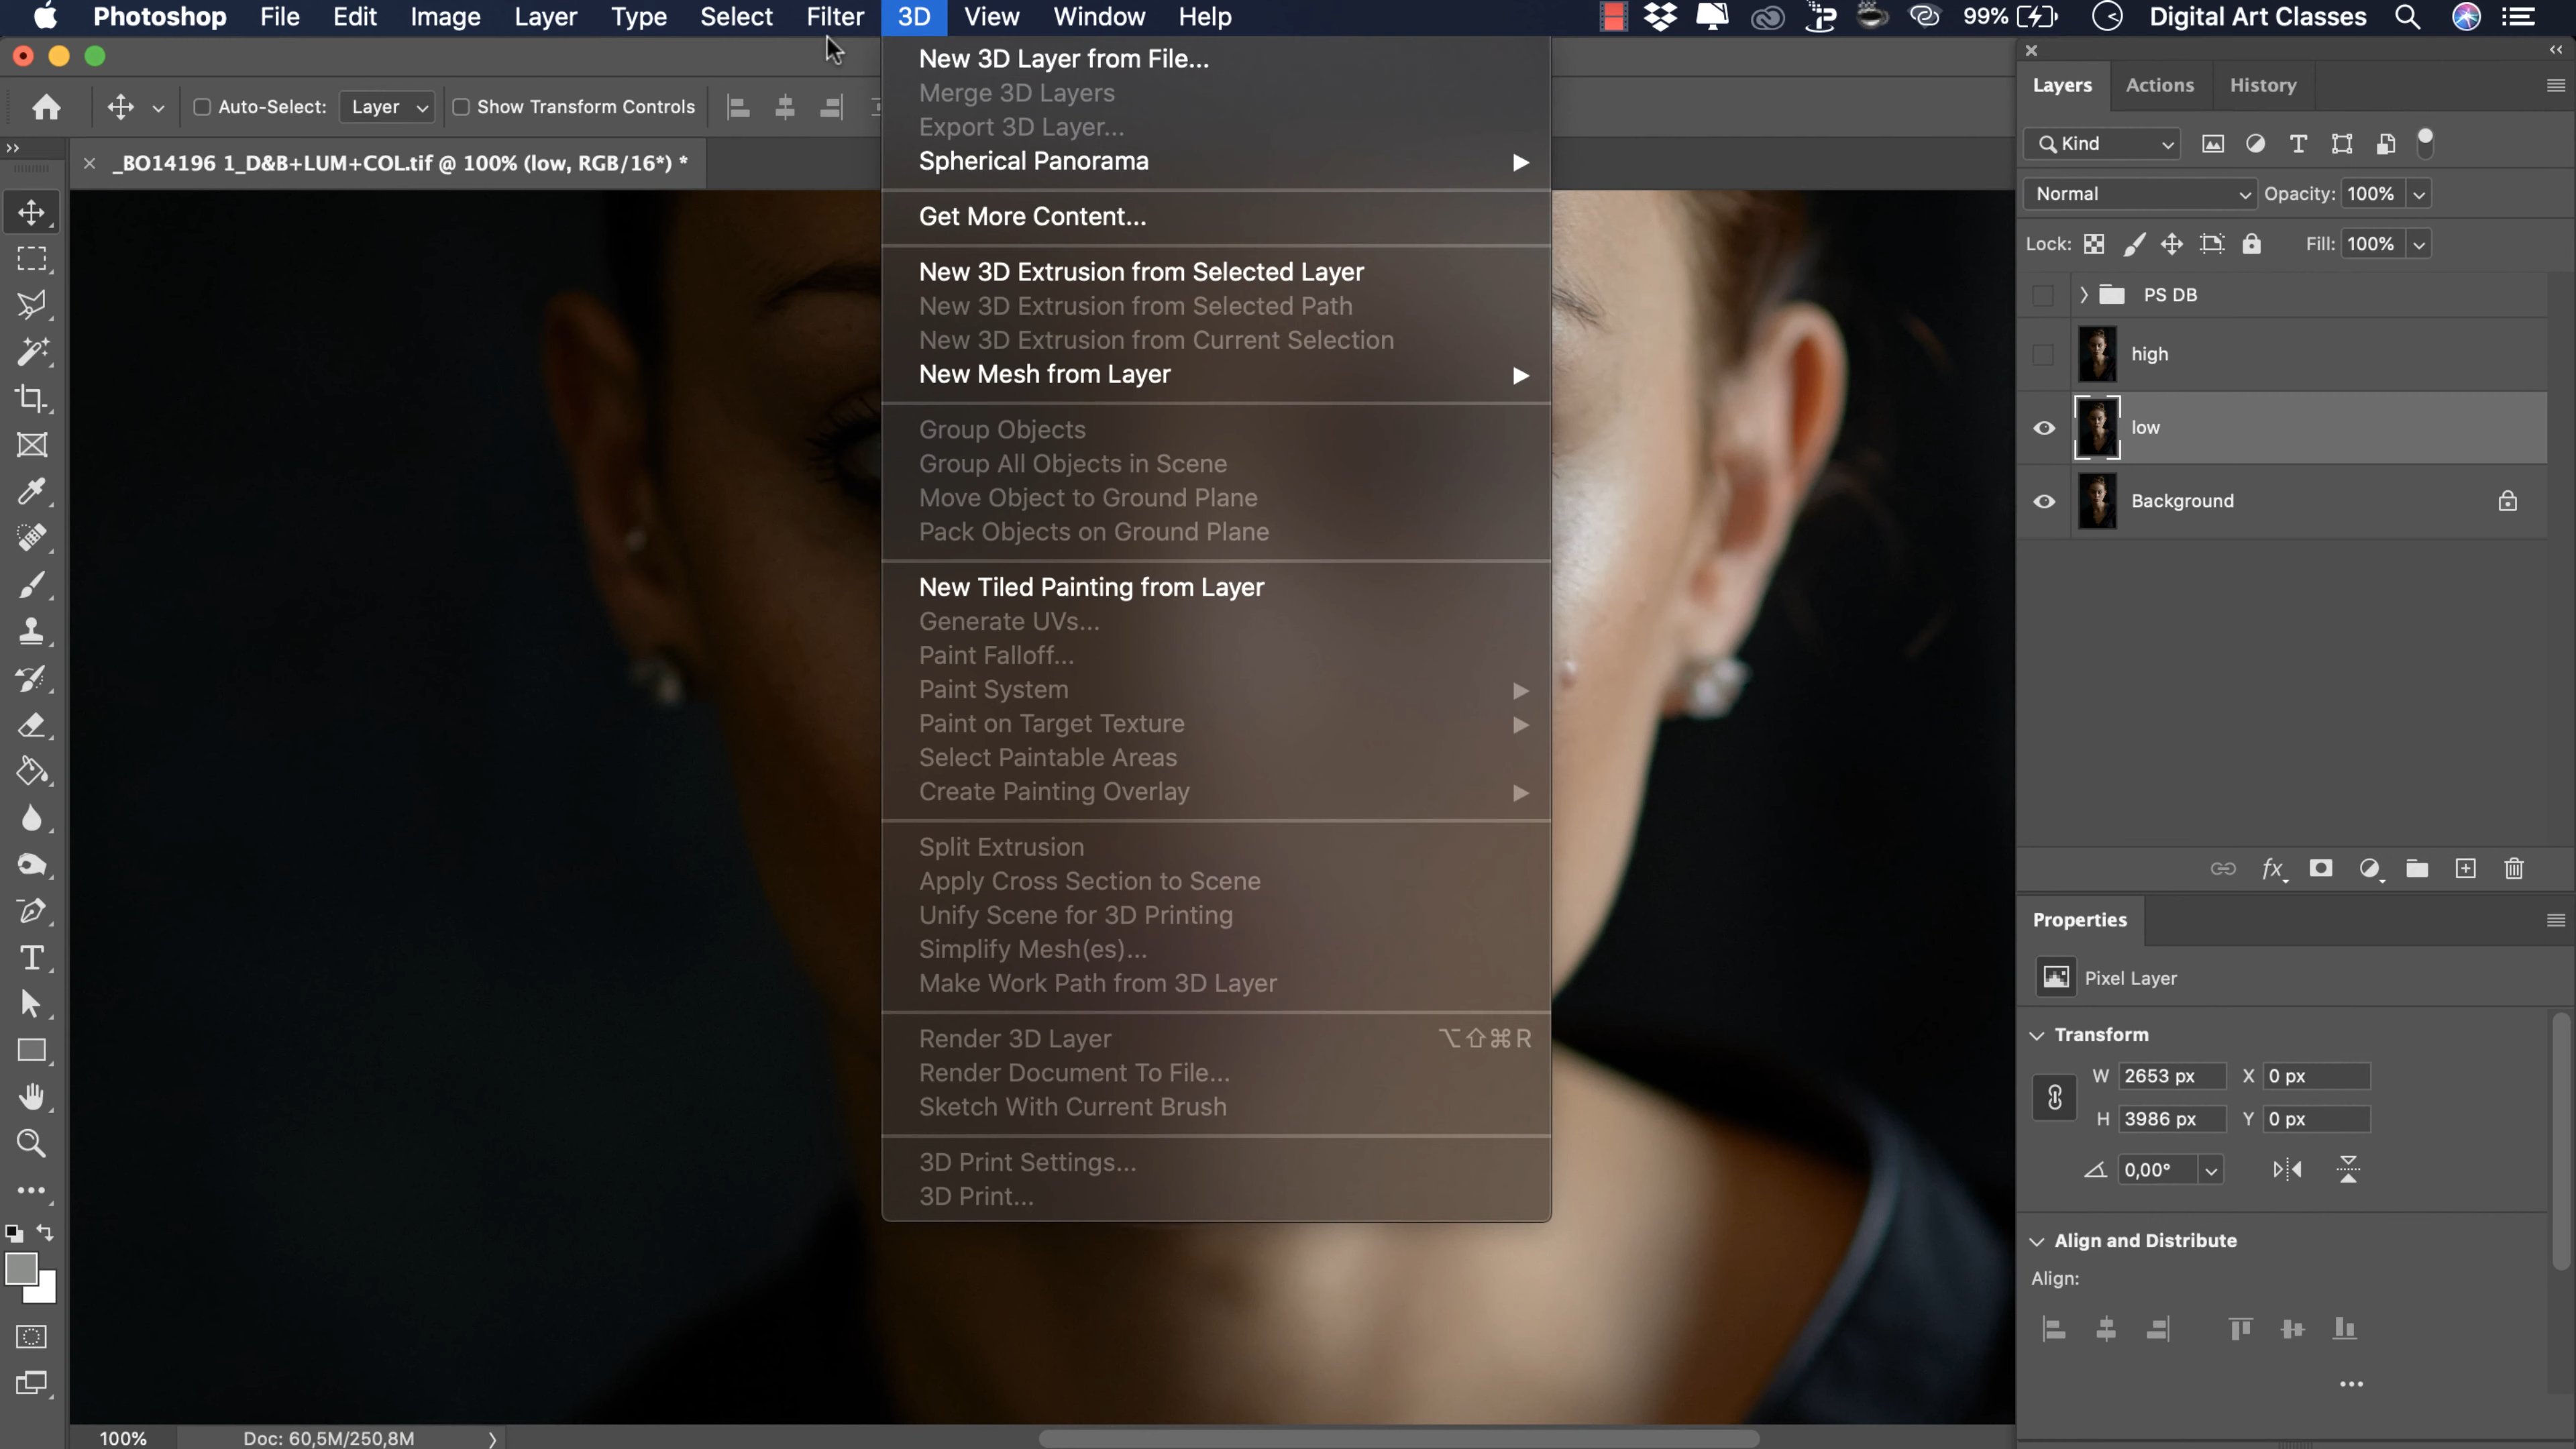 Photoshop File Edit Image Layer Type Select Filter 3D View Window Help 99% Digital Art Classes
Auto-Select: Layer Show Transform Controls
_BO14196 1_D&B+LUM+COL.tif @ 100% (low, RGB/16*) *
New 3D Layer from File...
Merge 3D Layers
Export 3D Layer...
Spherical Panorama
Get More Content...
New 3D Extrusion from Selected Layer
New 3D Extrusion from Selected Path
New 3D Extrusion from Current Selection
New Mesh from Layer
Group Objects
Group All Objects in Scene
Move Object to Ground Plane
Pack Objects on Ground Plane
New Tiled Painting from Layer
Generate UVs...
Paint Falloff...
Paint System
Paint on Target Texture
Select Paintable Areas
Create Painting Overlay
Split Extrusion
Apply Cross Section to Scene
Unify Scene for 3D Printing
Simplify Mesh(es)...
Make Work Path from 3D Layer
Render 3D Layer ⌥⇧⌘R
Render Document To File...
Sketch With Current Brush
3D Print Settings...
3D Print...
Layers Actions History
Kind
Normal Opacity: 100%
Lock: Fill: 100%
PS DB
high
low
Background
fx
Properties
Pixel Layer
Transform
W 2653 px X 0 px
H 3986 px Y 0 px
0,00°
Align and Distribute
Align:
100% Doc: 60,5M/250,8M